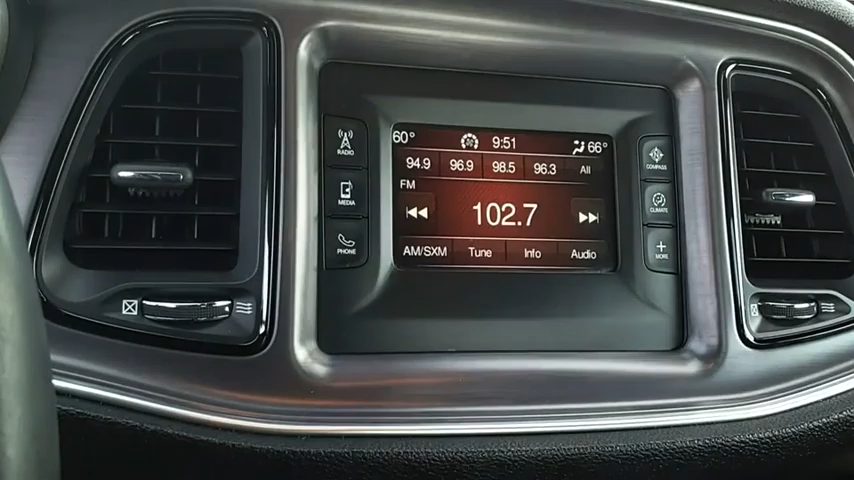 60° 9:51 66°
94.9 96.9 98.5 96.3 All
FM
102.7
AM/SXM Tune Info Audio
RADIO
MEDIA
PHONE
COMPASS
CLIMATE
MORE